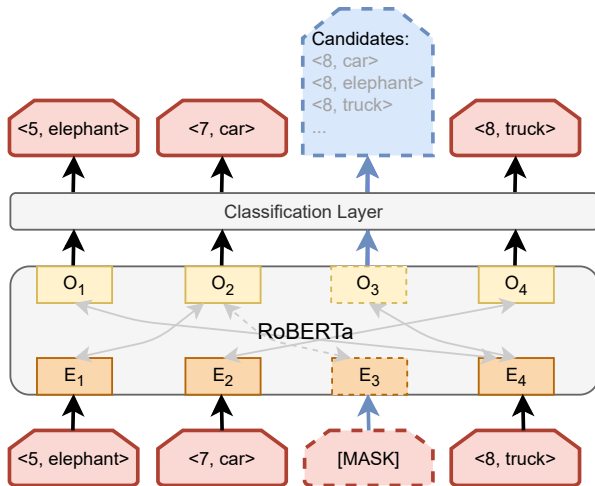 Candidates:
<8, car>
<8, elephant>
<8, truck>
...
<5, elephant>
<7, car>
<8, truck>
Classification Layer
O1
O2
O3
O4
RoBERTa
E1
E2
E3
E4
<5, elephant>
<7, car>
[MASK]
<8, truck>